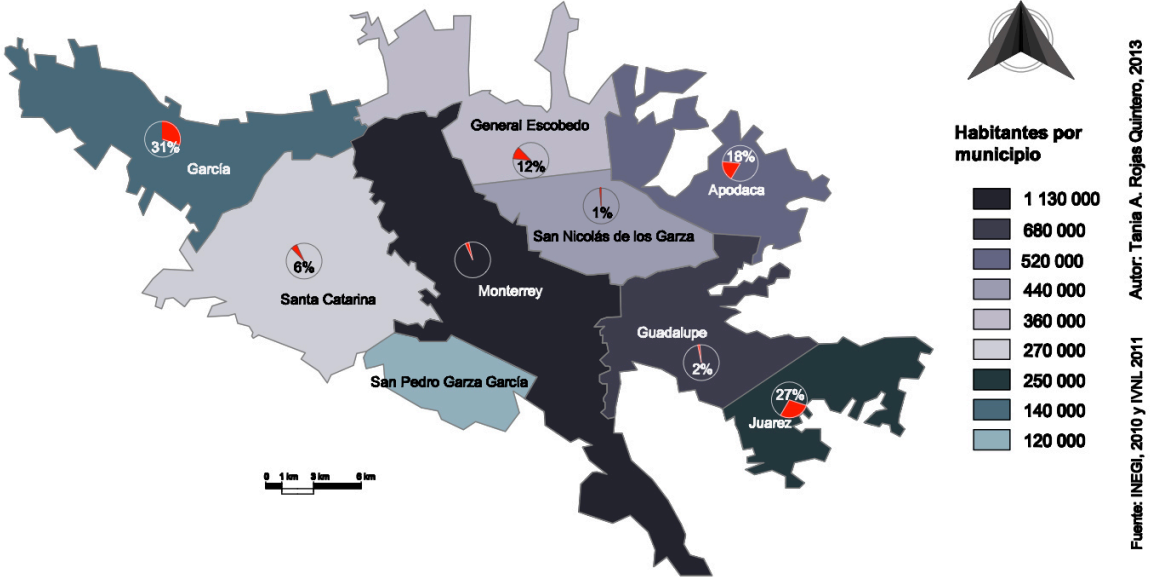 General Escobedo
12%
31%
García
18%
Apodaca
1%
San Nicolás de los Garza
6%
Santa Catarina
Monterrey
Guadalupe
2%
San Pedro Garza García
27%
Juarez
0 1 km 3 km 6 km
Habitantes por
municipio
1 130 000
680 000
520 000
440 000
360 000
270 000
250 000
140 000
120 000
Autor: Tania A. Rojas Quintero, 2013
Fuente: INEGI, 2010 y IVNL 2011